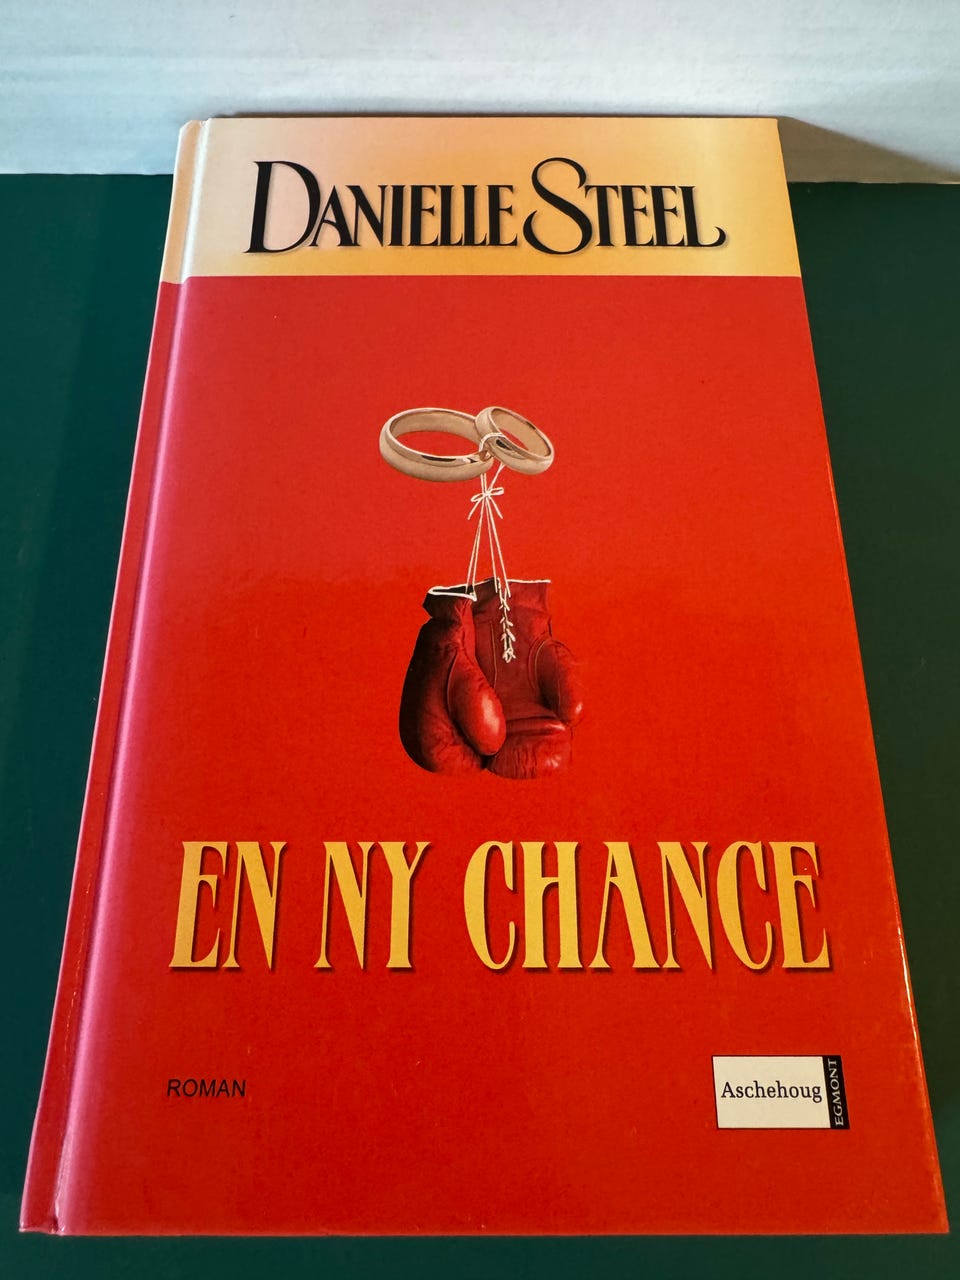 DANIELLE STEEL
EN NY CHANCE
ROMAN
Aschehoug
EGMONT